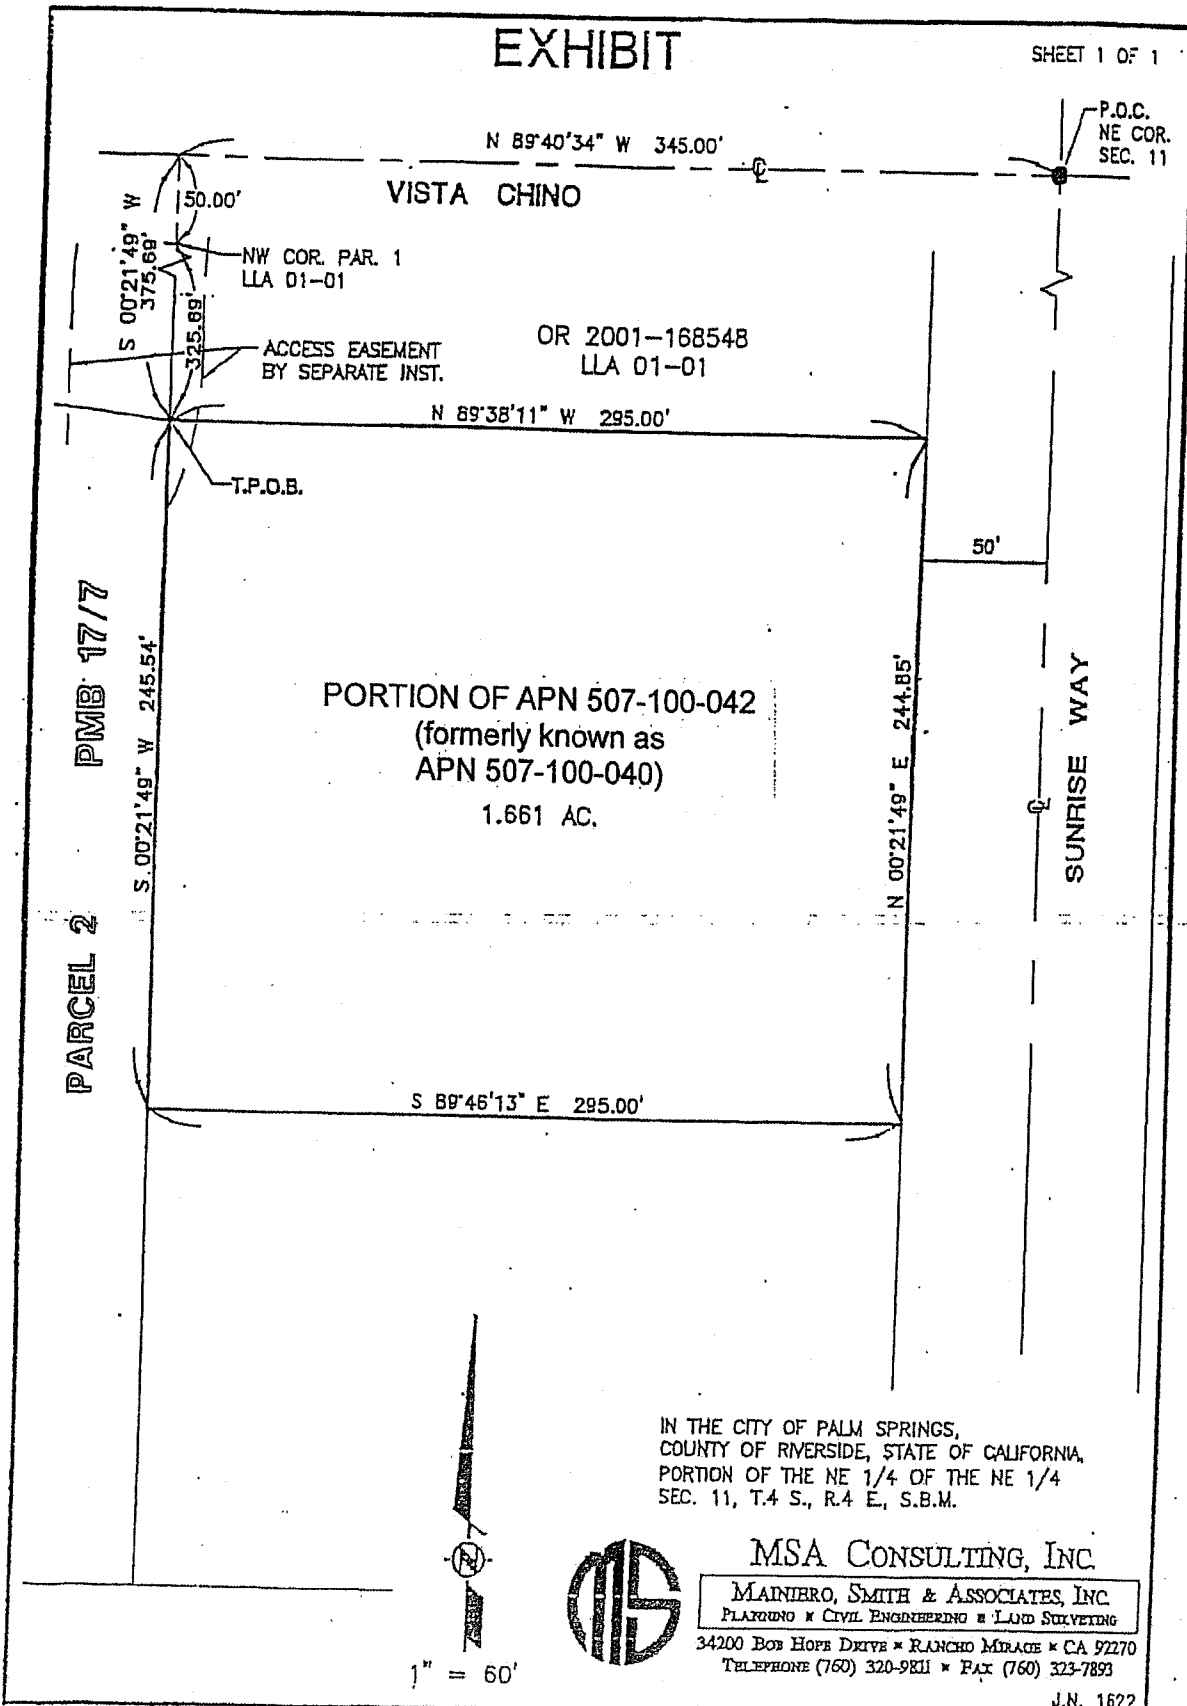 EXHIBIT
SHEET 1 OF 1
P.O.C.
NE COR.
SEC. 11
N 89°40'34" W 345.00'
℄
VISTA CHINO
50.00'
S 00°21'49" W
375.69'
NW COR. PAR. 1
LLA 01-01
325.69'
ACCESS EASEMENT
BY SEPARATE INST.
OR 2001-168548
LLA 01-01
N 89°38'11" W 295.00'
T.P.O.B.
50'
PARCEL 2 PMB 17/7
S 00°21'49" W 245.54'
PORTION OF APN 507-100-042
(formerly known as
APN 507-100-040)
1.661 AC.
N 00°21'49" E 244.85'
℄
SUNRISE WAY
S 89°46'13" E 295.00'
IN THE CITY OF PALM SPRINGS,
COUNTY OF RIVERSIDE, STATE OF CALIFORNIA,
PORTION OF THE NE 1/4 OF THE NE 1/4
SEC. 11, T.4 S., R.4 E., S.B.M.
N
1" = 60'
MSA CONSULTING, INC.
MAINIERO, SMITH & ASSOCIATES, INC.
PLANNING ■ CIVIL ENGINEERING ■ LAND SURVEYING
34200 BOB HOPE DRIVE ■ RANCHO MIRAGE ■ CA 92270
TELEPHONE (760) 320-9811 ■ FAX (760) 323-7893
J.N. 1622